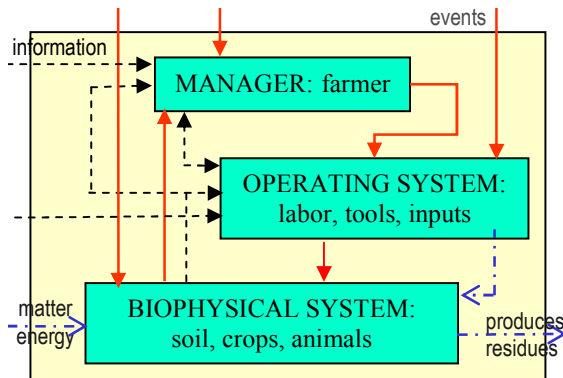 events
information
MANAGER: farmer
OPERATING SYSTEM:
labor, tools, inputs
matter
energy
BIOPHYSICAL SYSTEM:
soil, crops, animals
produces
residues